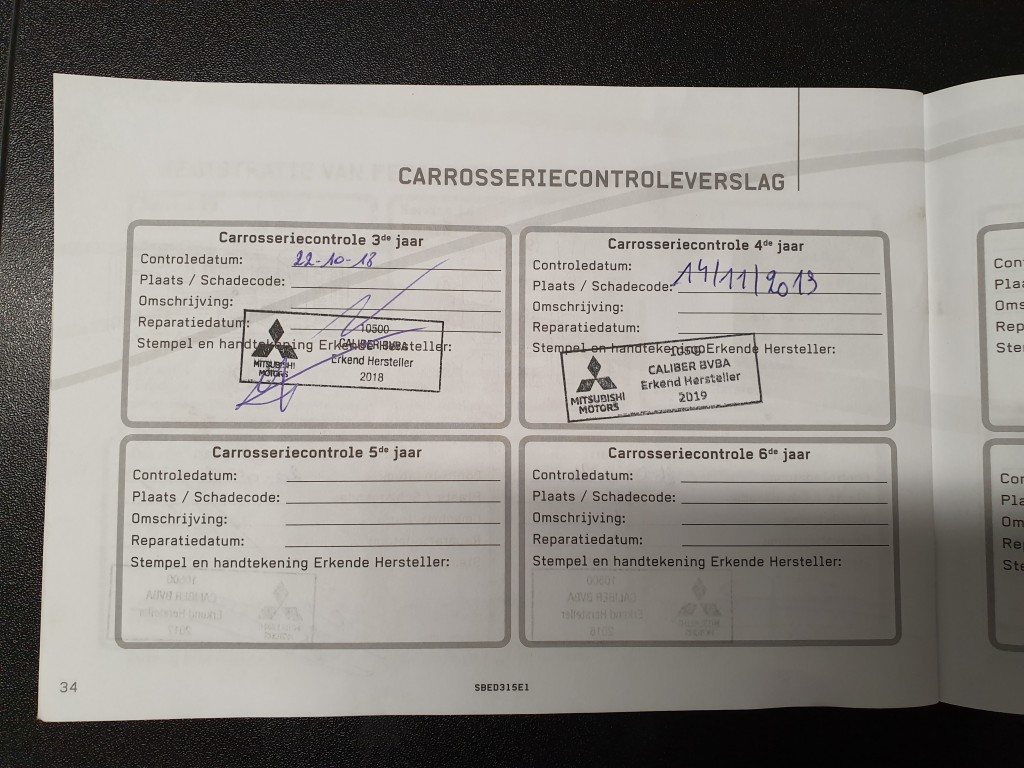 CARROSSERIECONTROLEVERSLAG
Carrosseriecontrole 3de jaar
Controledatum: 22-10-18
Plaats / Schadecode:
Omschrijving:
Reparatiedatum:
Stempel en handtekening Erkende Hersteller:
MITSUBISHI
MOTORS
10500
CALIBER BVBA
Erkend Hersteller
2018
Carrosseriecontrole 4de jaar
Controledatum:
Plaats / Schadecode: 14/11/2019
Omschrijving:
Reparatiedatum:
Stempel en handtekening Erkende Hersteller:
MITSUBISHI
MOTORS
10500
CALIBER BVBA
Erkend Hersteller
2019
Carrosseriecontrole 5de jaar
Controledatum:
Plaats / Schadecode:
Omschrijving:
Reparatiedatum:
Stempel en handtekening Erkende Hersteller:
Carrosseriecontrole 6de jaar
Controledatum:
Plaats / Schadecode:
Omschrijving:
Reparatiedatum:
Stempel en handtekening Erkende Hersteller:
34
SBED315E1